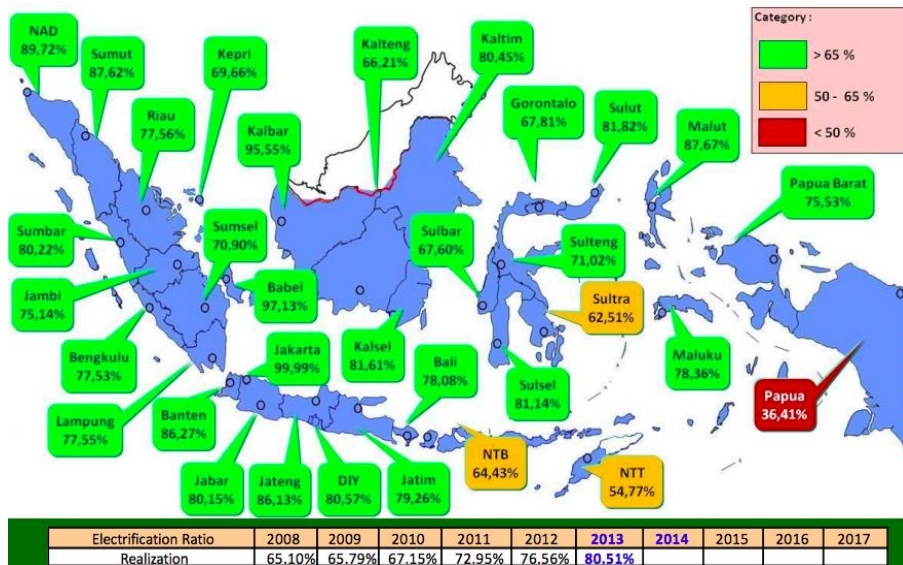 NAD
89,72%
Sumut
87,62%
Kepri
69,66%
Kalteng
66,21%
Kaltim
80,45%
Category :
> 65 %
50 - 65 %
< 50 %
Riau
77,56%
Kalbar
95,55%
Gorontalo
67,81%
Sulut
81,82%
Malut
87,67%
Papua Barat
75,53%
Sumbar
80,22%
Sumsel
70,90%
Sulbar
67,60%
Sulteng
71,02%
Jambi
75,14%
Babel
97,13%
Sultra
62,51%
Bengkulu
77,53%
Jakarta
99,99%
Kalsel
81,61%
Bali
78,08%
Sulsel
81,14%
Maluku
78,36%
Papua
36,41%
Lampung
77,55%
Banten
86,27%
NTB
64,43%
NTT
54,77%
Jabar
80,15%
Jateng
86,13%
DIY
80,57%
Jatim
79,26%
Electrification Ratio 2008 2009 2010 2011 2012 2013 2014 2015 2016 2017
Realization 65.10% 65.79% 67.15% 72.95% 76.56% 80.51%